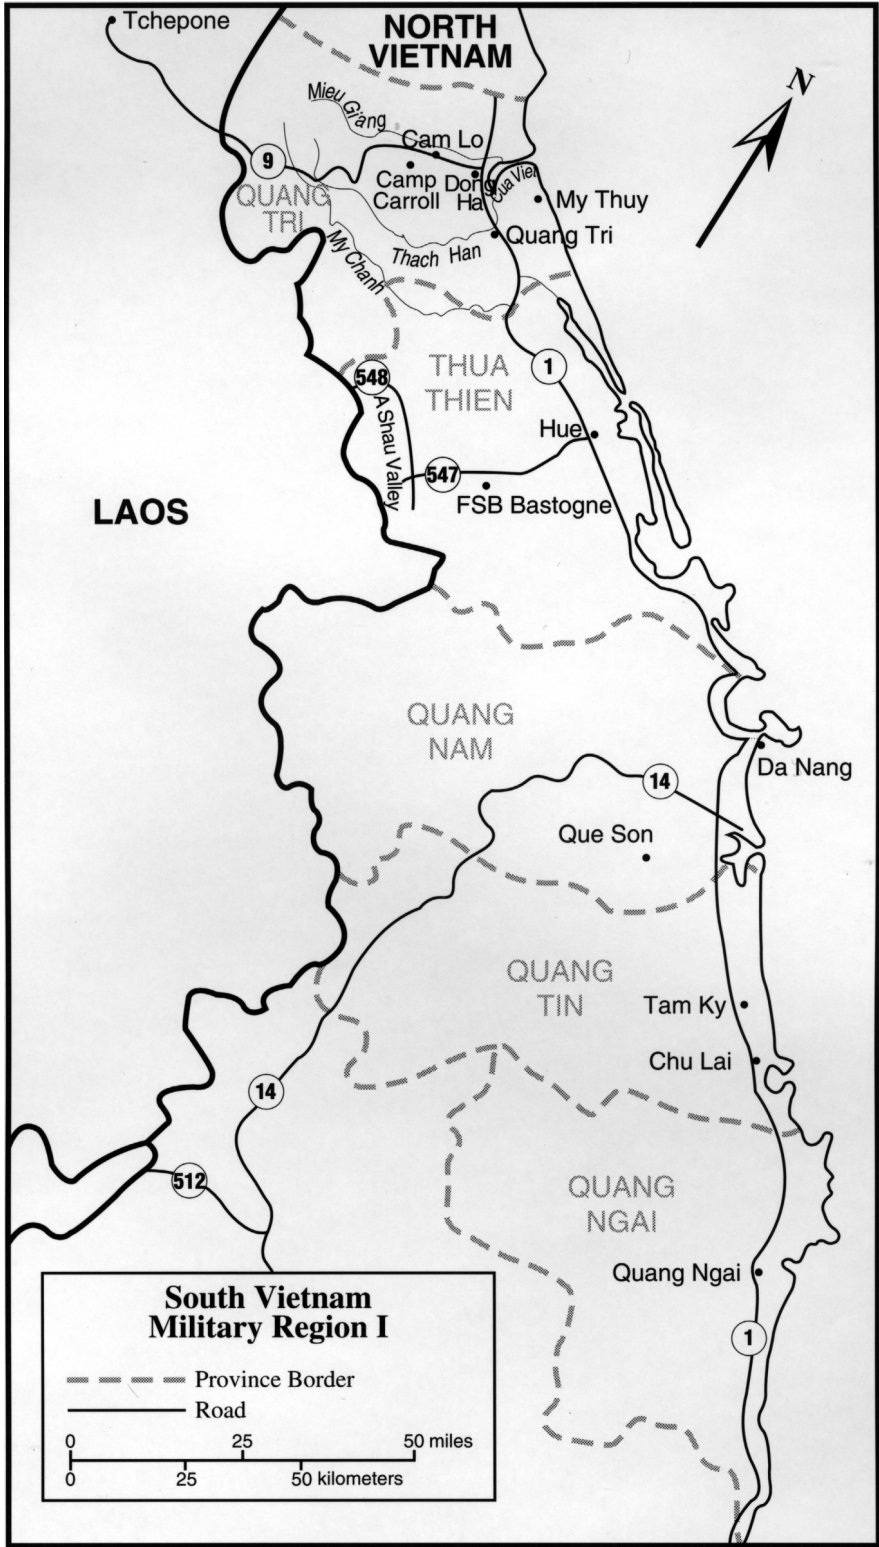 Tchepone
NORTH
VIETNAM
N
Mieu Giang
Cam Lo
9
Camp
Carroll
Dong
Ha
Cua Viet
My Thuy
QUANG
TRI
Quang Tri
My Chanh
Thach Han
THUA
THIEN
1
548
A Shau Valley
Hue
547
FSB Bastogne
LAOS
QUANG
NAM
Da Nang
14
Que Son
QUANG
TIN
Tam Ky
Chu Lai
14
512
QUANG
NGAI
Quang Ngai
1
South Vietnam
Military Region I
Province Border
Road
0 25 50 miles
0 25 50 kilometers